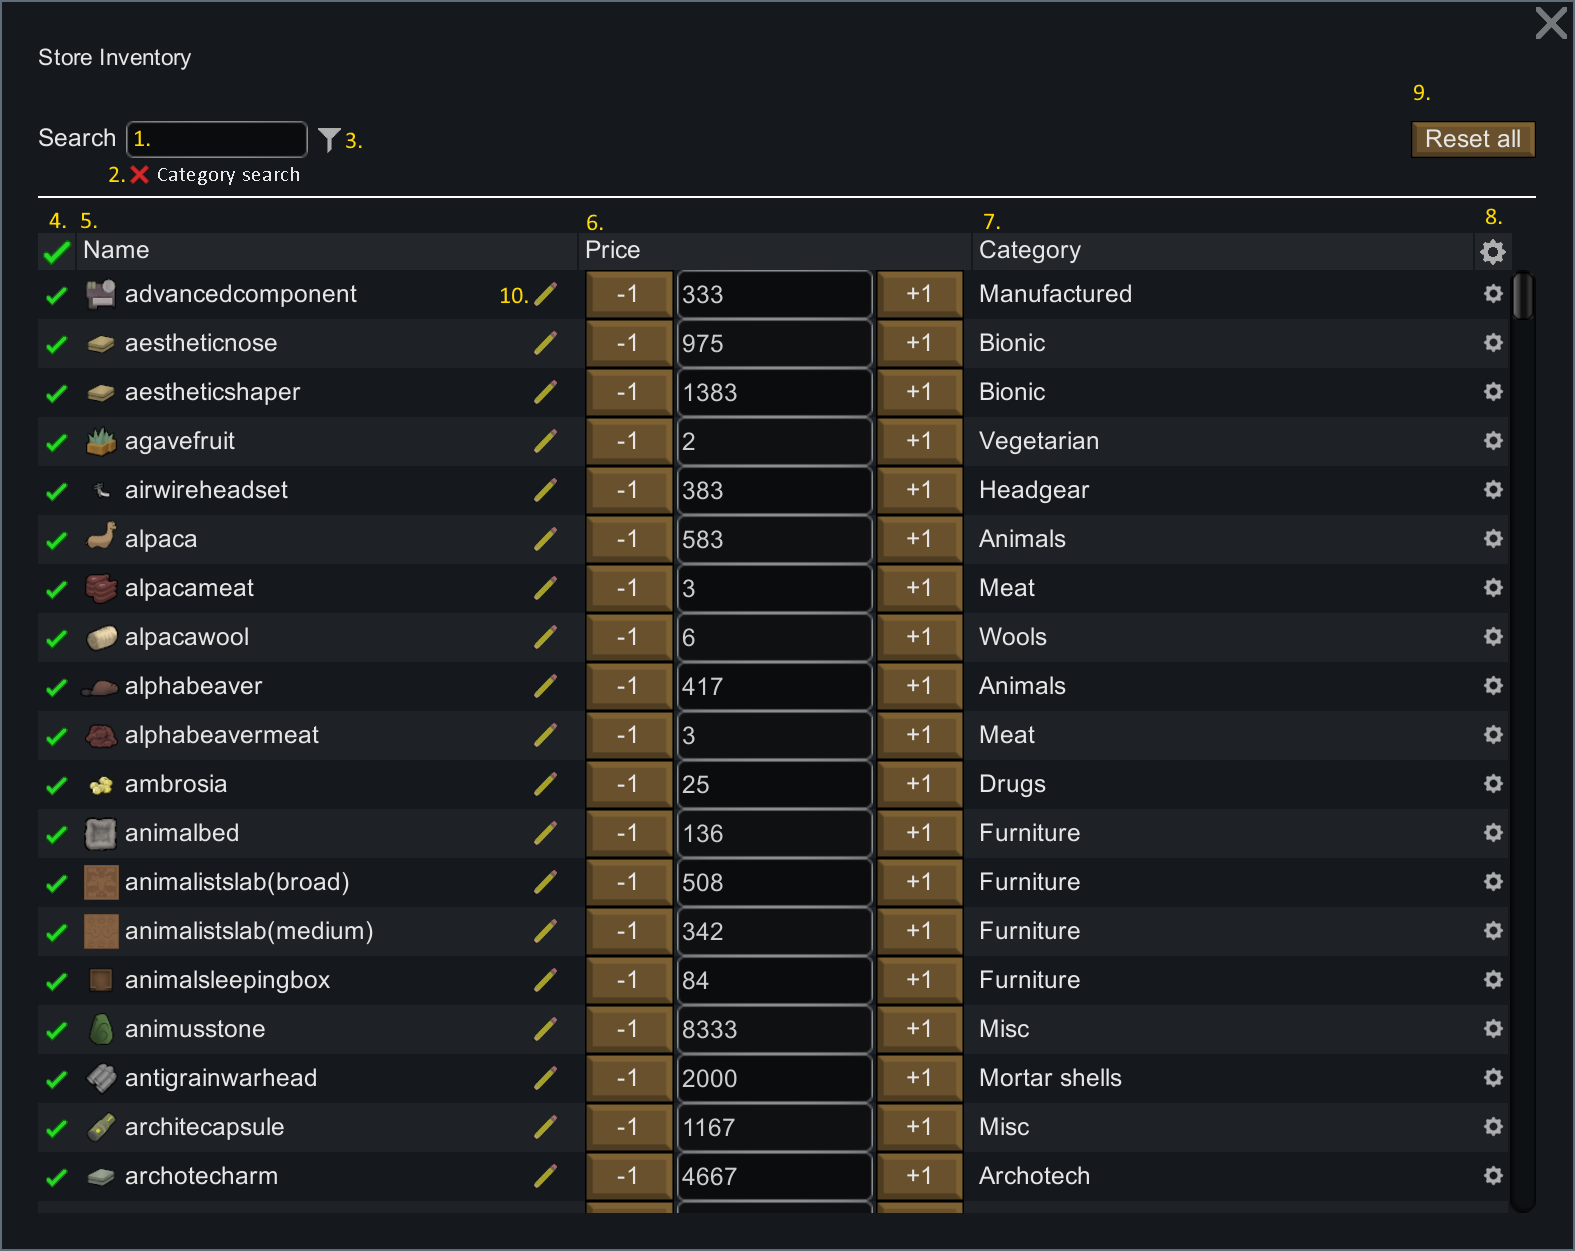 Store Inventory
9.
Search 1. 3. Reset all
2. Category search
4. 5. 6. 7. 8.
Name Price Category
advancedcomponent 10. -1 333 +1 Manufactured
aestheticnose -1 975 +1 Bionic
aestheticshaper -1 1383 +1 Bionic
agavefruit -1 2 +1 Vegetarian
airwireheadset -1 383 +1 Headgear
alpaca -1 583 +1 Animals
alpacameat -1 3 +1 Meat
alpacawool -1 6 +1 Wools
alphabeaver -1 417 +1 Animals
alphabeavermeat -1 3 +1 Meat
ambrosia -1 25 +1 Drugs
animalbed -1 136 +1 Furniture
animalistslab(broad) -1 508 +1 Furniture
animalistslab(medium) -1 342 +1 Furniture
animalsleepingbox -1 84 +1 Furniture
animusstone -1 8333 +1 Misc
antigrainwarhead -1 2000 +1 Mortar shells
architecapsule -1 1167 +1 Misc
archotecharm -1 4667 +1 Archotech